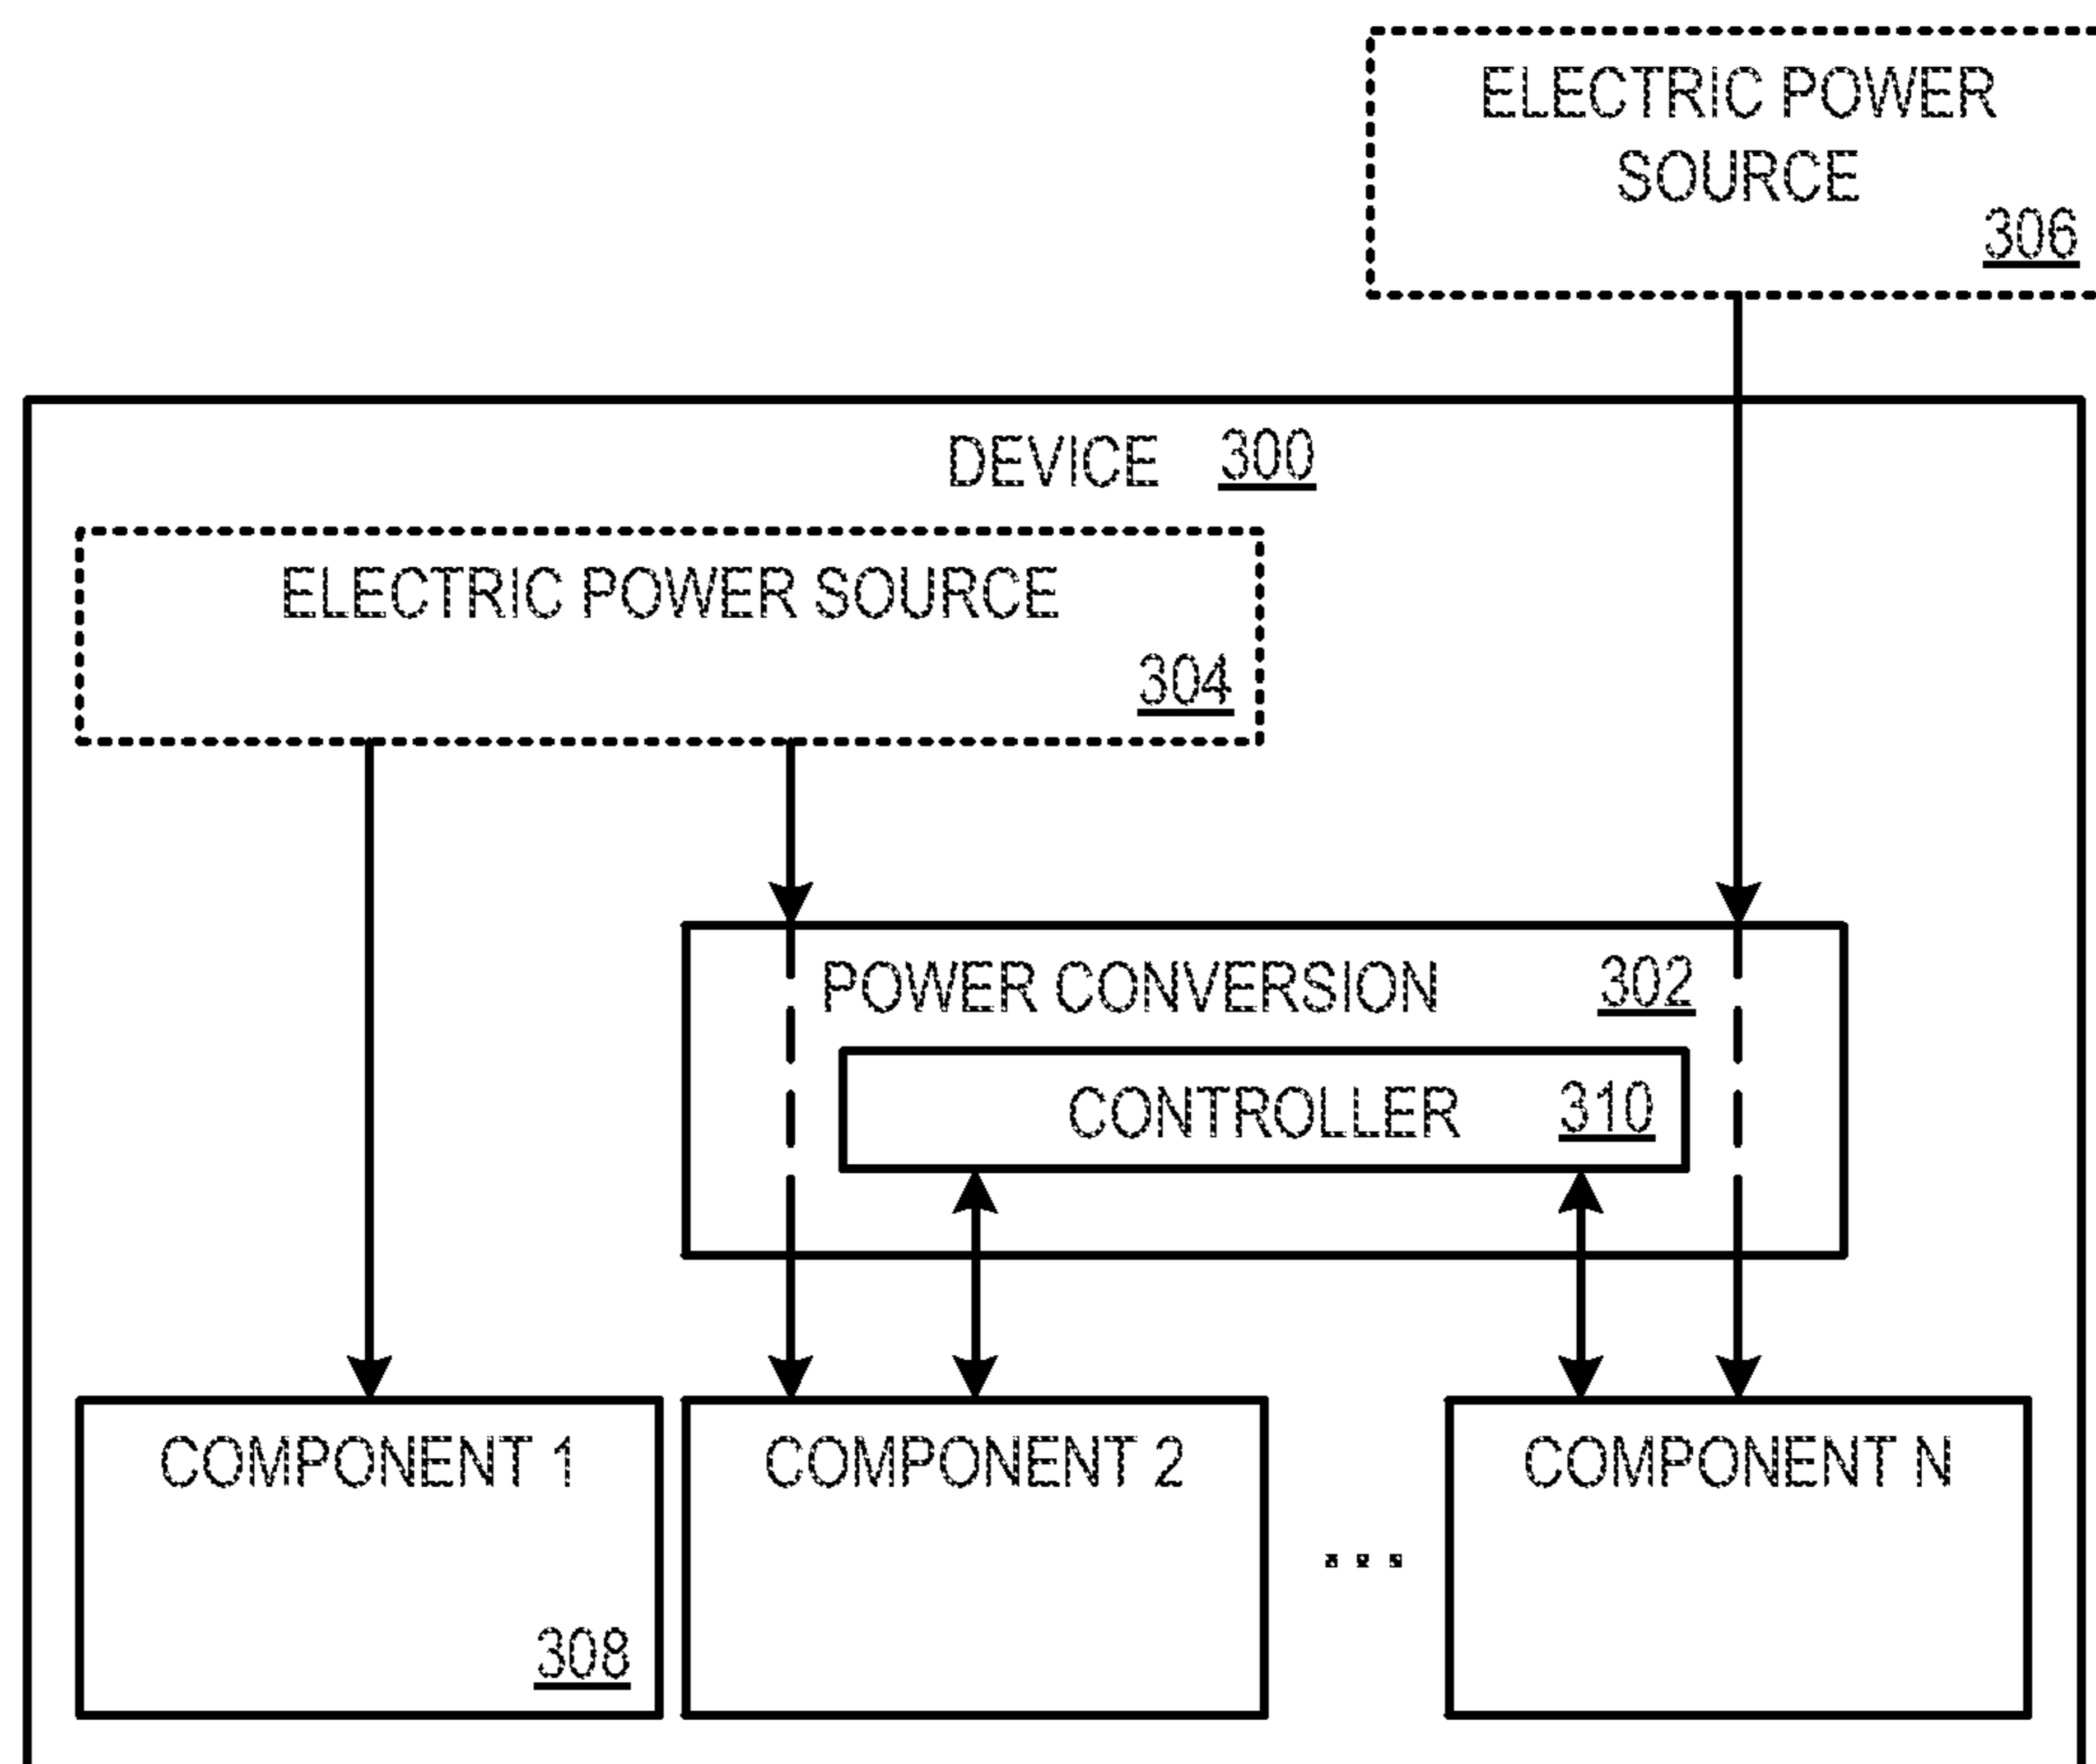 ELECTRIC POWER
SOURCE
306
DEVICE 300
ELECTRIC POWER SOURCE
304
POWER CONVERSION 302
CONTROLLER 310
COMPONENT 1
308
COMPONENT 2
...
COMPONENT N